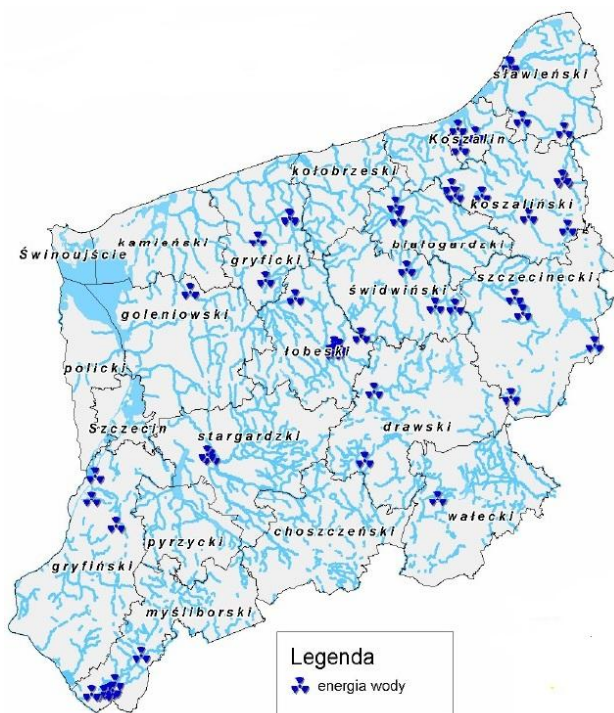 sławieński
Koszalin
kołobrzeski
koszaliński
kamieński
gryficki
białogardzki
Świnoujście
szczecinecki
świdwiński
goleniowski
łobeski
policki
Szczecin
stargardzki
drawski
wałecki
choszczeński
pyrzycki
gryfiński
myśliborski
Legenda
energia wody